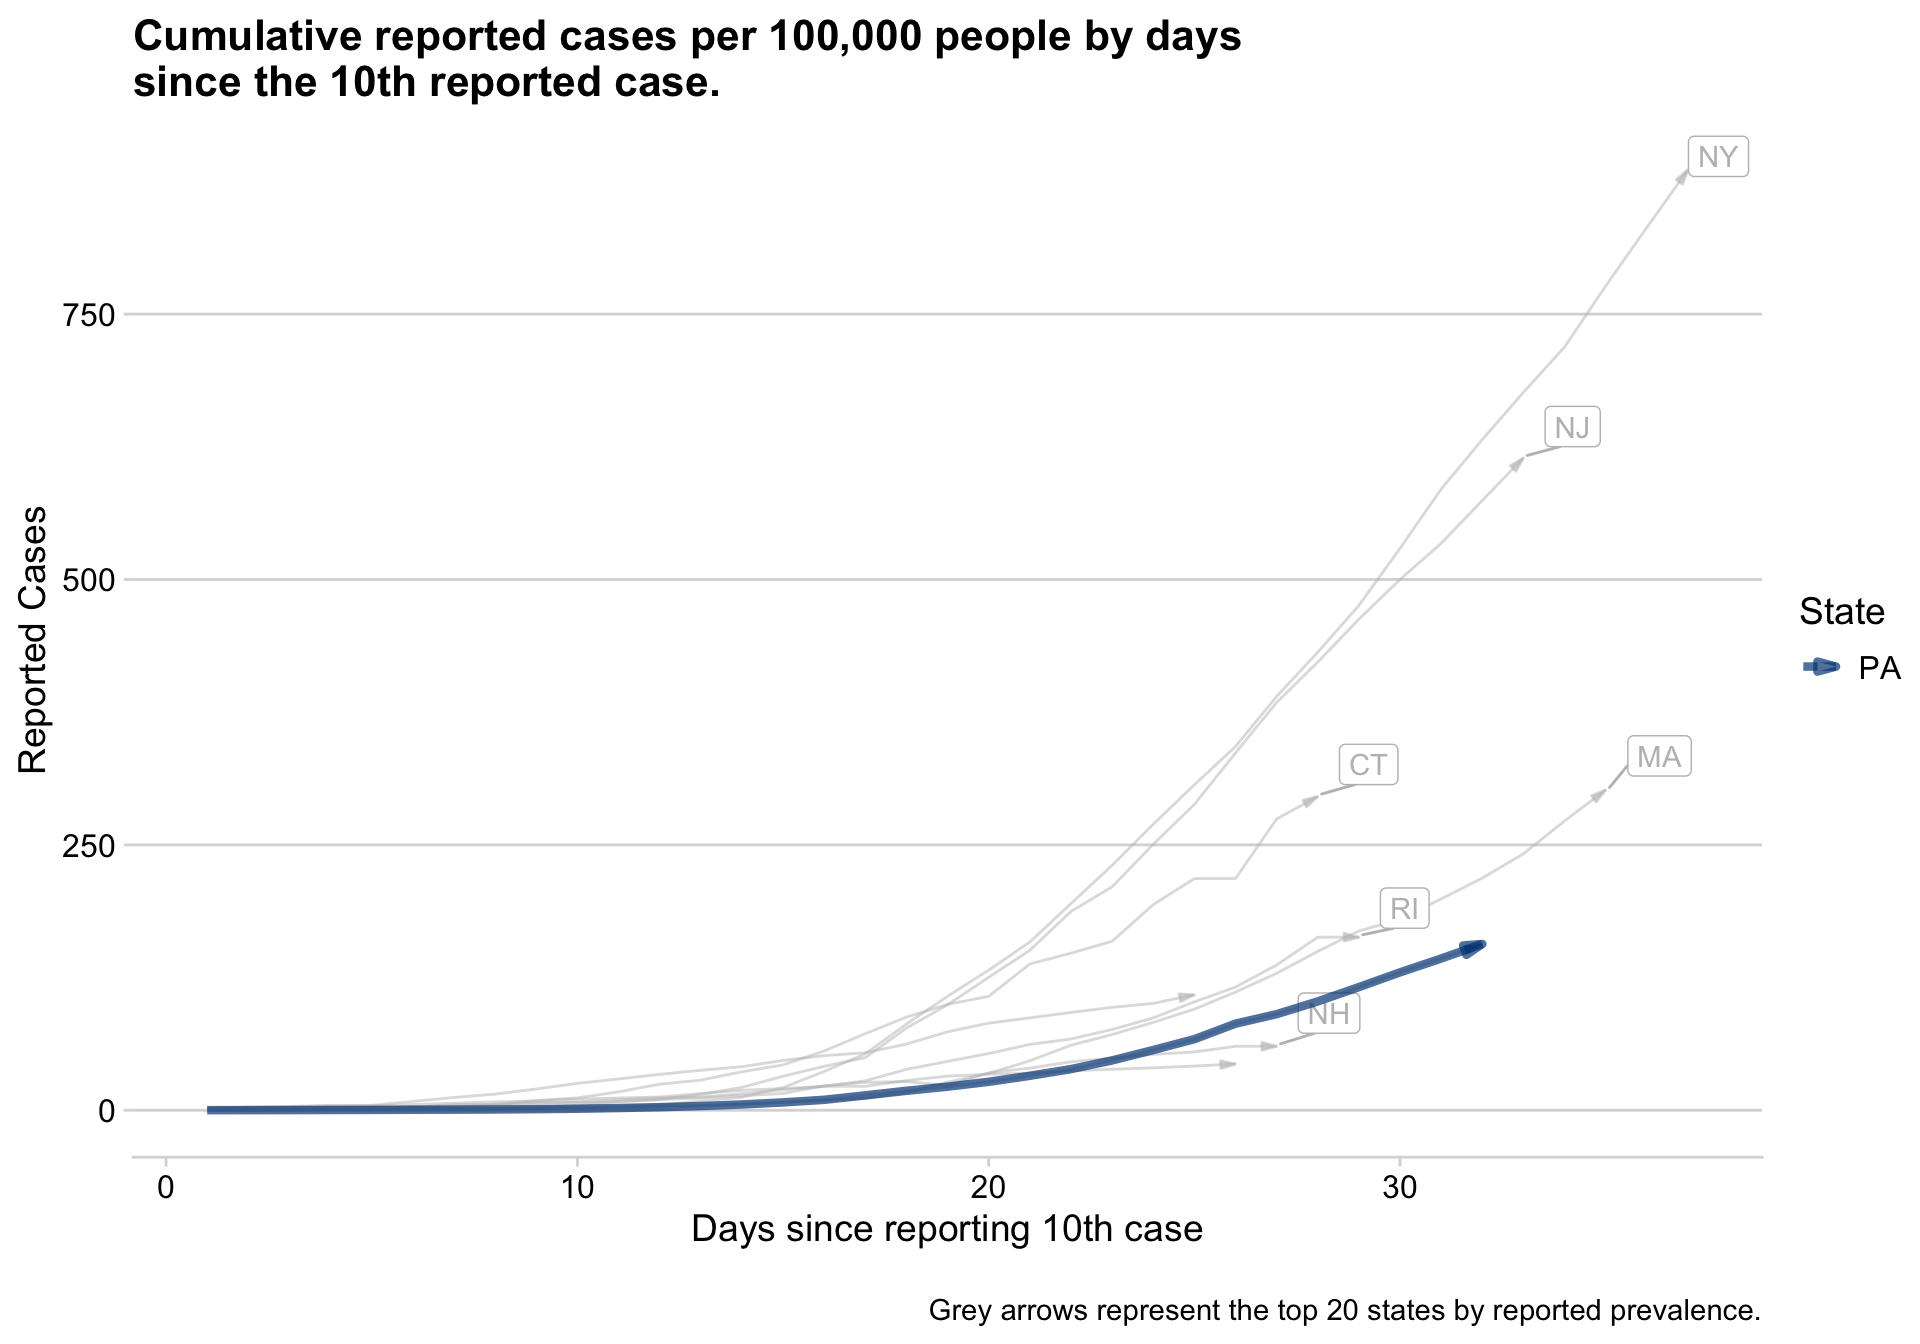 Cumulative reported cases per 100,000 people by days
since the 10th reported case.
NY
750
NJ
500
Reported Cases
State
PA
MA
CT
250
RI
NH
0
0 10 20 30
Days since reporting 10th case
Grey arrows represent the top 20 states by reported prevalence.